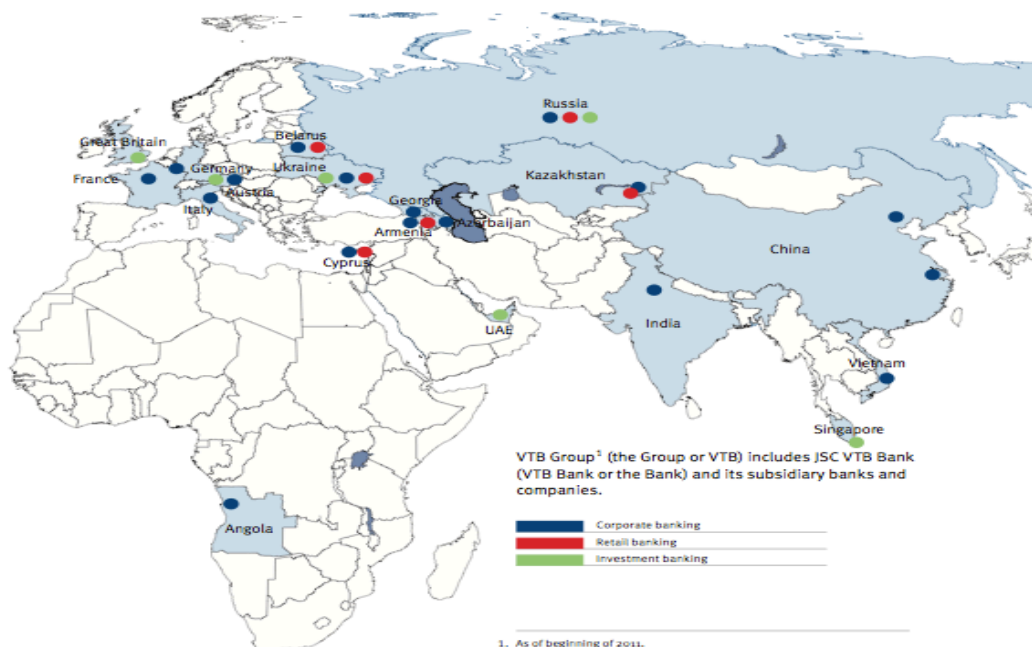 Russia
Great Britain
Belarus
Germany
Ukraine
France
Kazakhstan
Austria
Italy
Georgia
Armenia
Azerbaijan
China
Cyprus
UAE
India
Vietnam
Singapore
VTB Group¹ (the Group or VTB) includes JSC VTB Bank
(VTB Bank or the Bank) and its subsidiary banks and
companies.
Corporate banking
Angola
Retail banking
Investment banking
1. As of beginning of 2011.